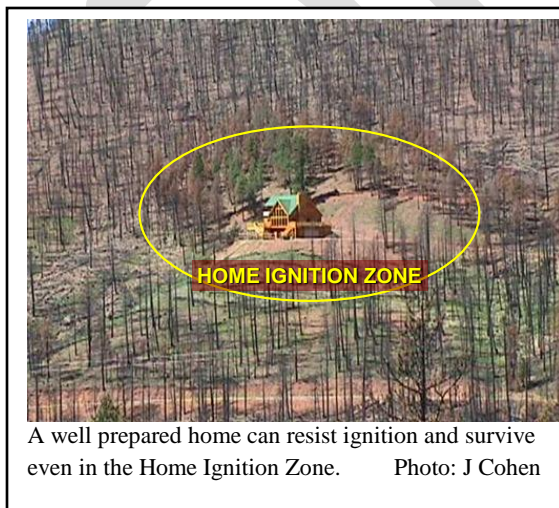 HOME IGNITION ZONE
A well prepared home can resist ignition and survive
even in the Home Ignition Zone. Photo: J Cohen